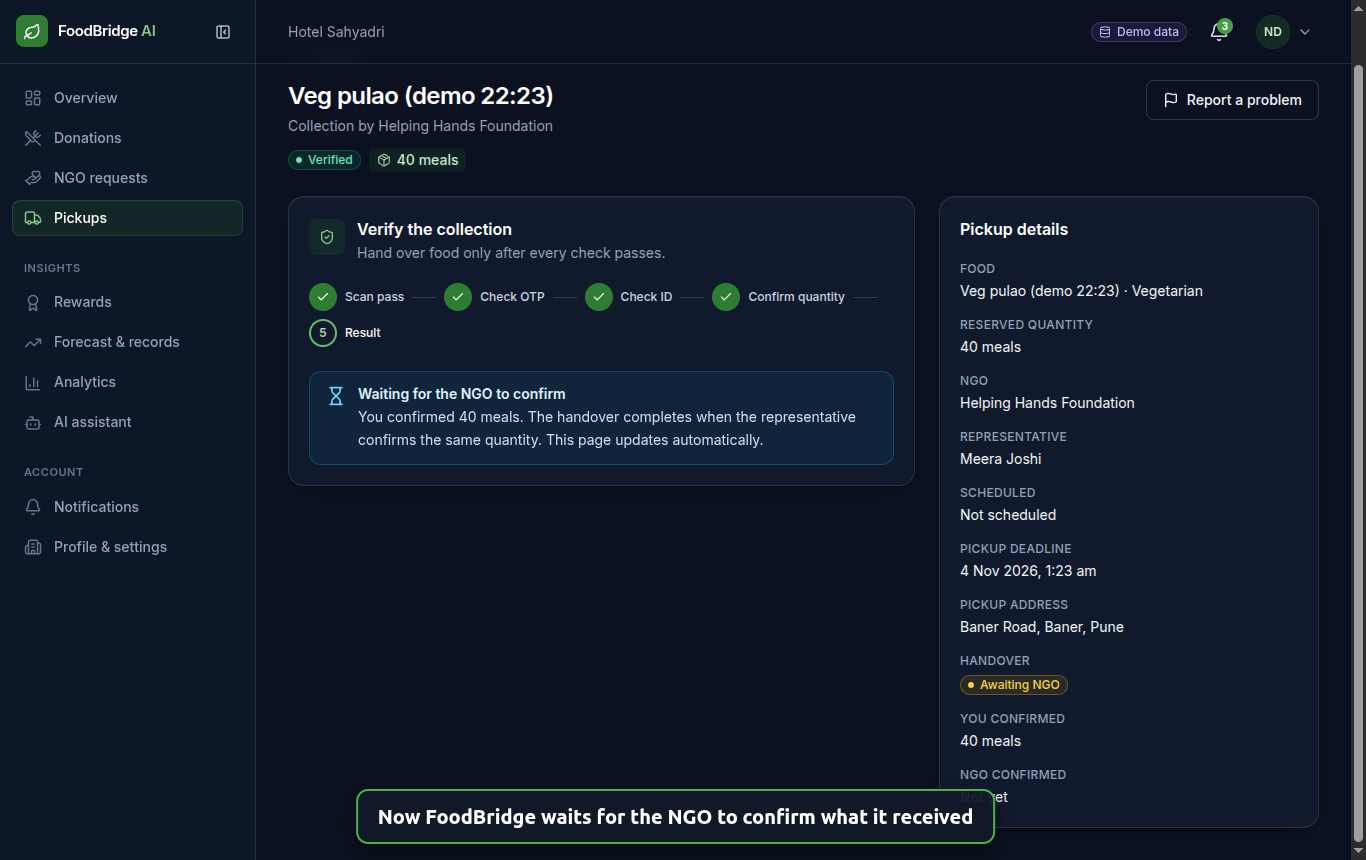 FoodBridge AI
Hotel Sahyadri
Demo data
3
ND
Overview
Donations
NGO requests
Pickups
INSIGHTS
Rewards
Forecast & records
Analytics
AI assistant
ACCOUNT
Notifications
Profile & settings
Veg pulao (demo 22:23)
Collection by Helping Hands Foundation
Verified
40 meals
Report a problem
Verify the collection
Hand over food only after every check passes.
Scan pass
Check OTP
Check ID
Confirm quantity
5 Result
Waiting for the NGO to confirm
You confirmed 40 meals. The handover completes when the representative
confirms the same quantity. This page updates automatically.
Pickup details
FOOD
Veg pulao (demo 22:23) · Vegetarian
RESERVED QUANTITY
40 meals
NGO
Helping Hands Foundation
REPRESENTATIVE
Meera Joshi
SCHEDULED
Not scheduled
PICKUP DEADLINE
4 Nov 2026, 1:23 am
PICKUP ADDRESS
Baner Road, Baner, Pune
HANDOVER
Awaiting NGO
YOU CONFIRMED
40 meals
NGO CONFIRMED
Not yet
Now FoodBridge waits for the NGO to confirm what it received